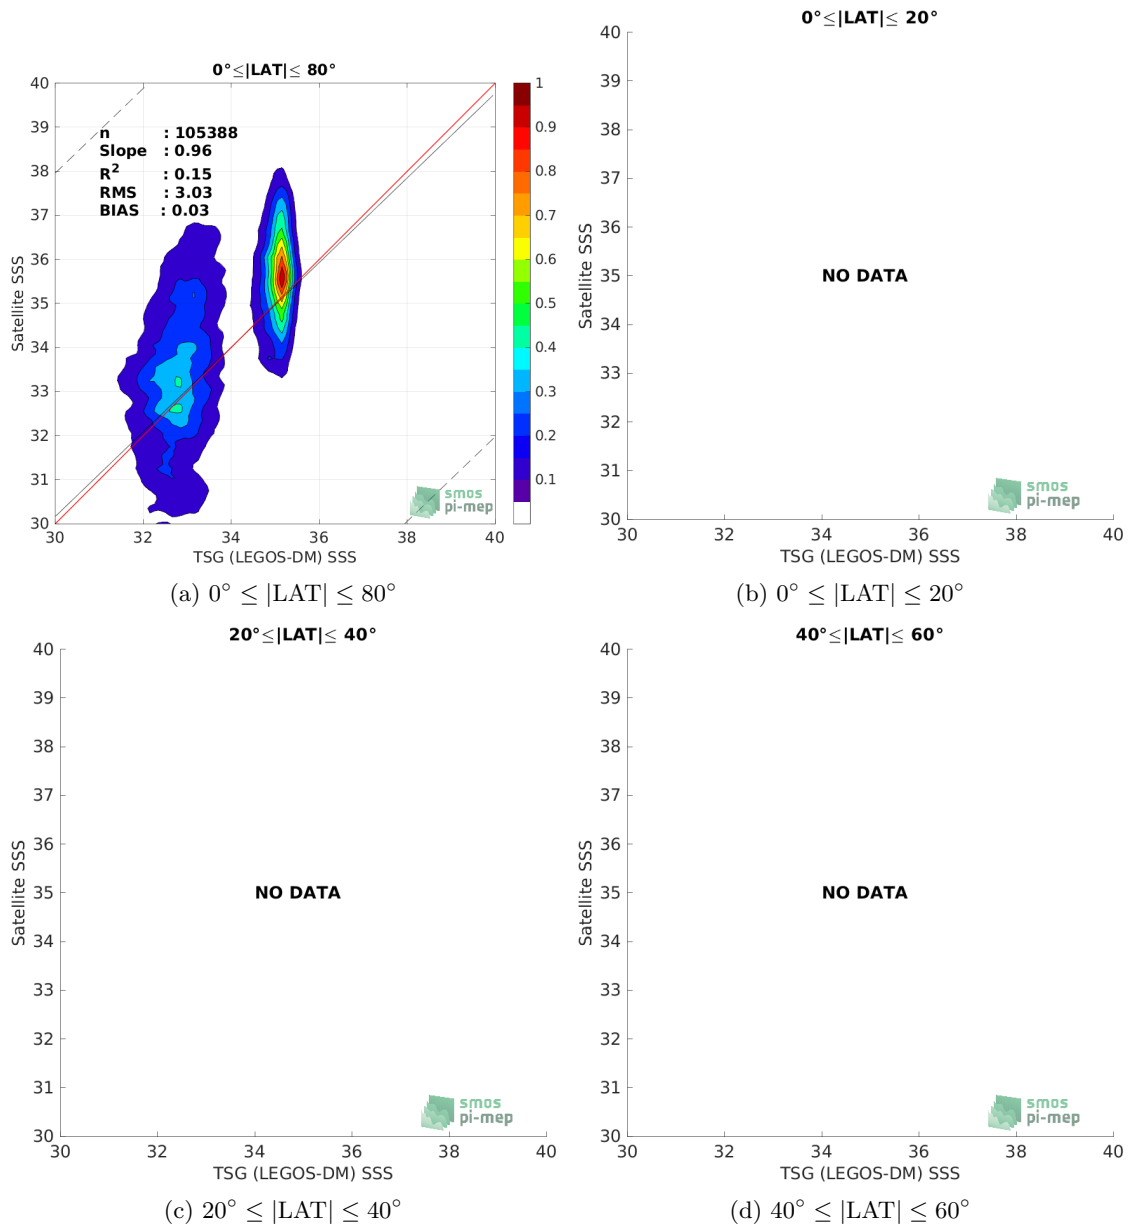 0°≤|LAT|≤ 80°
40
39
38
37
36
35
34
33
32
31
30
Satellite SSS
n : 105388
Slope : 0.96
R² : 0.15
RMS : 3.03
BIAS : 0.03
smos
pi-mep
30 32 34 36 38 40
TSG (LEGOS-DM) SSS
1
0.9
0.8
0.7
0.6
0.5
0.4
0.3
0.2
0.1
(a) 0° ≤ |LAT| ≤ 80°
0°≤|LAT|≤ 20°
40
39
38
37
36
35
34
33
32
31
30
Satellite SSS
NO DATA
smos
pi-mep
30 32 34 36 38 40
TSG (LEGOS-DM) SSS
(b) 0° ≤ |LAT| ≤ 20°
20°≤|LAT|≤ 40°
40
39
38
37
36
35
34
33
32
31
30
Satellite SSS
NO DATA
smos
pi-mep
30 32 34 36 38 40
TSG (LEGOS-DM) SSS
(c) 20° ≤ |LAT| ≤ 40°
40°≤|LAT|≤ 60°
40
39
38
37
36
35
34
33
32
31
30
Satellite SSS
NO DATA
smos
pi-mep
30 32 34 36 38 40
TSG (LEGOS-DM) SSS
(d) 40° ≤ |LAT| ≤ 60°